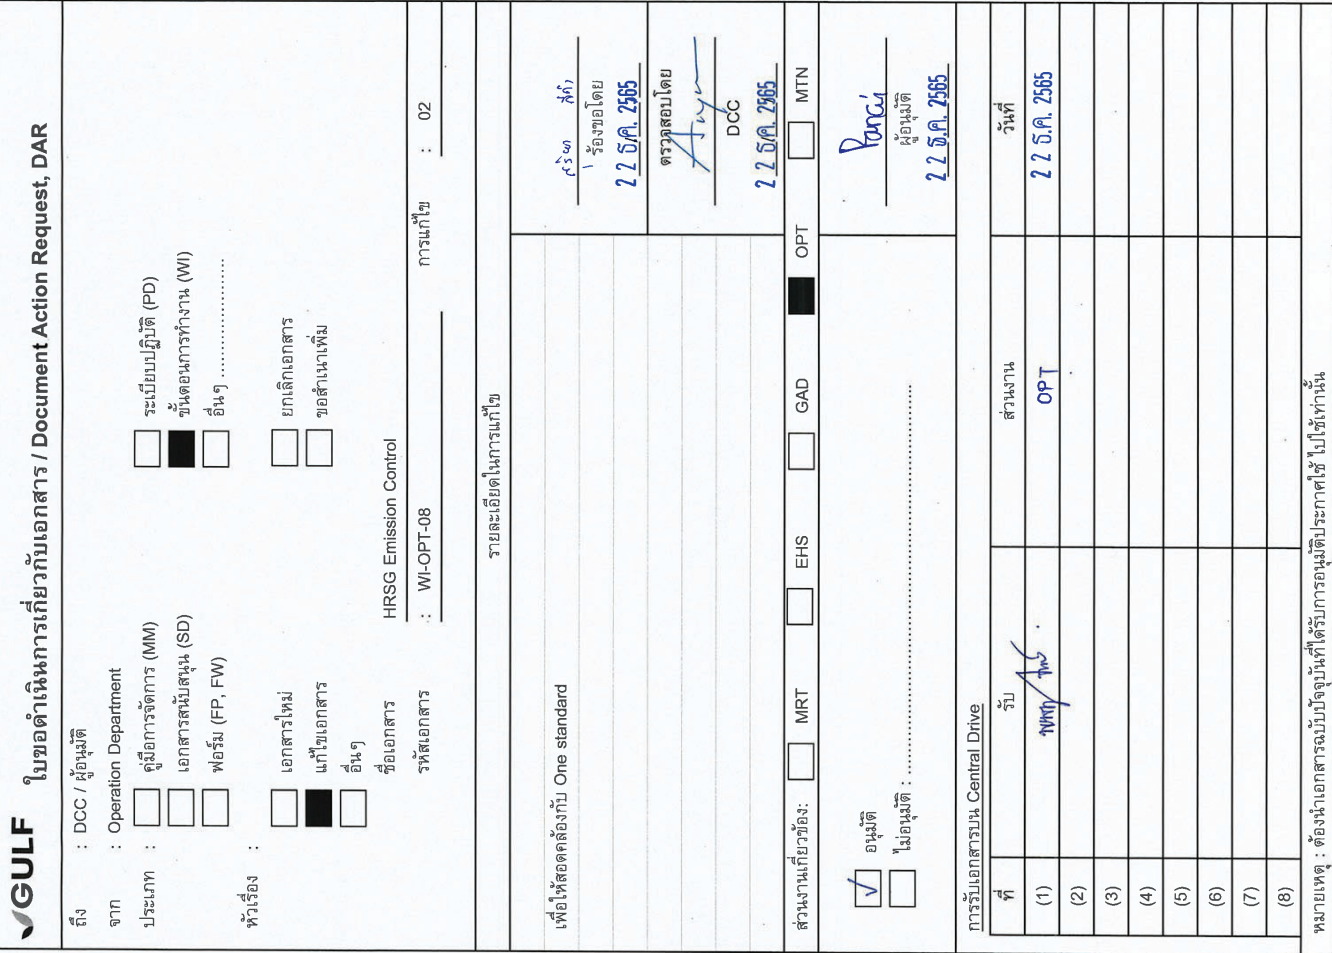 GULF
ใบขอดำเนินการเกี่ยวกับเอกสาร / Document Action Request, DAR
ถึง : DCC / ผู้อนุมัติ
จาก : Operation Department
ประเภท : คู่มือการจัดการ (MM) ระเบียบปฏิบัติ (PD)
เอกสารสนับสนุน (SD) ขั้นตอนการทำงาน (WI)
ฟอร์ม (FP, FW) อื่นๆ ........................
หัวเรื่อง : เอกสารใหม่ ยกเลิกเอกสาร
แก้ไขเอกสาร ขอสำเนาเพิ่ม
อื่นๆ
ชื่อเอกสาร HRSG Emission Control
รหัสเอกสาร : WI-OPT-08 การแก้ไข : 02
รายละเอียดในการแก้ไข
เพื่อให้สอดคล้องกับ One standard
ร้องขอโดย
22 ธ.ค. 2565
ตรวจสอบโดย
DCC
22 ธ.ค. 2565
ส่วนงานเกี่ยวข้อง: MRT EHS GAD OPT MTN
อนุมัติ
ไม่อนุมัติ : ................................................
ผู้อนุมัติ
22 ธ.ค. 2565
การรับเอกสารบน Central Drive
ที่ รับ ส่วนงาน วันที่
(1) OPT 22 ธ.ค. 2565
(2)
(3)
(4)
(5)
(6)
(7)
(8)
หมายเหตุ : ต้องนำเอกสารฉบับปัจจุบันที่ได้รับการอนุมัติประกาศใช้ ไปใช้เท่านั้น